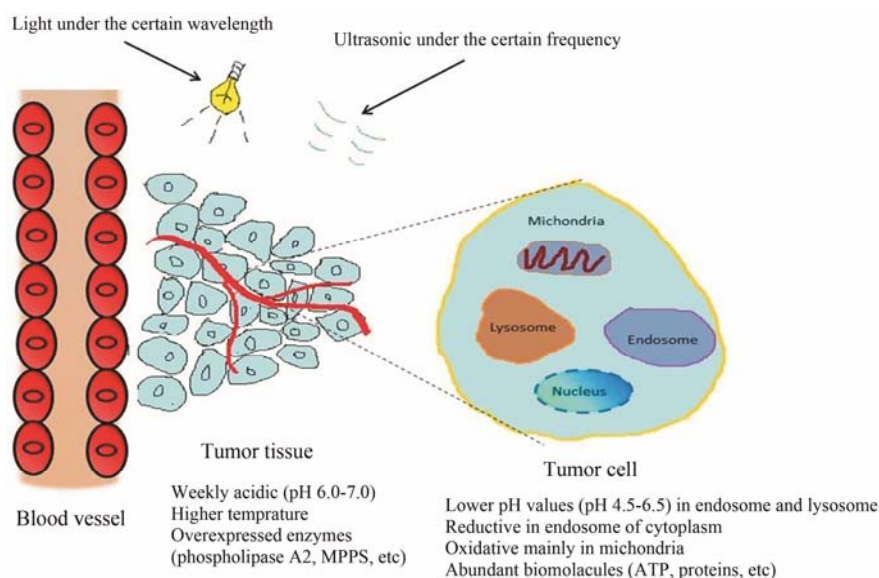 Light under the certain wavelength
Ultrasonic under the certain frequency
Michondria
Lysosome
Endosome
Nucleus
Blood vessel
Tumor tissue
Weekly acidic (pH 6.0-7.0)
Higher temprature
Overexpressed enzymes
(phospholipase A2, MPPS, etc)
Tumor cell
Lower pH values (pH 4.5-6.5) in endosome and lysosome
Reductive in endosome of cytoplasm
Oxidative mainly in michondria
Abundant biomolacules (ATP, proteins, etc)